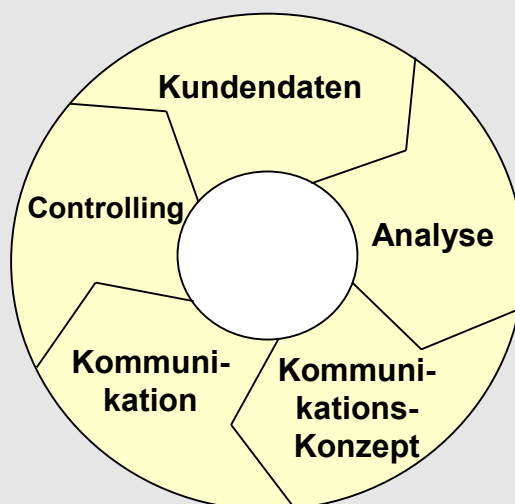 Kundendaten
Analyse
Kommuni-
kations-
Konzept
Kommuni-
kation
Controlling